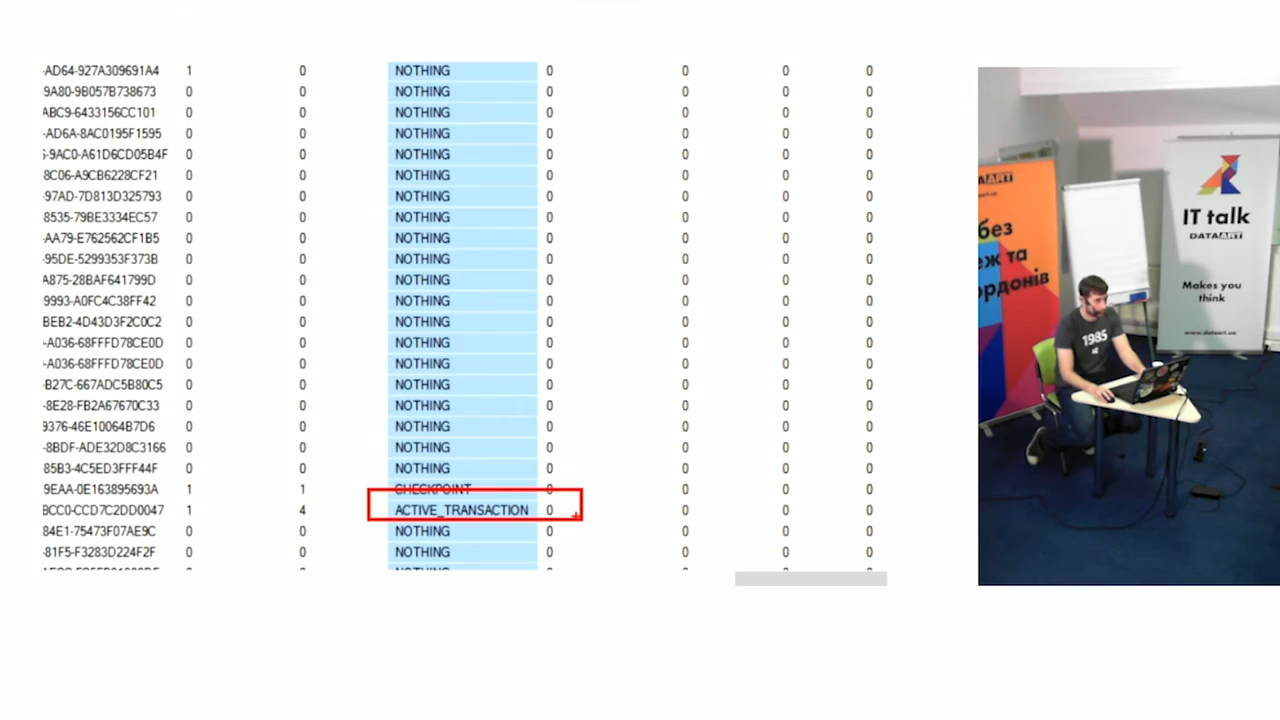 -AD64-927A309691A4 1 0 NOTHING 0 0 0 0
9A80-9B057B738673 0 0 NOTHING 0 0 0 0
ABC9-6433156CC101 0 0 NOTHING 0 0 0 0
-AD6A-8AC0195F1595 0 0 NOTHING 0 0 0 0
-9AC0-A61D6CD05B4F 0 0 NOTHING 0 0 0 0
8C06-A9CB6228CF21 0 0 NOTHING 0 0 0 0
-97AD-7D813D325793 0 0 NOTHING 0 0 0 0
8535-79BE3334EC57 0 0 NOTHING 0 0 0 0
-AA79-E762562CF1B5 0 0 NOTHING 0 0 0 0
-95DE-5299353F373B 0 0 NOTHING 0 0 0 0
A875-28BAF641799D 0 0 NOTHING 0 0 0 0
9993-A0FC4C38FF42 0 0 NOTHING 0 0 0 0
BEB2-4D43D3F2C0C2 0 0 NOTHING 0 0 0 0
-A036-68FFFD78CE0D 0 0 NOTHING 0 0 0 0
-A036-68FFFD78CE0D 0 0 NOTHING 0 0 0 0
-B27C-667ADC5B80C5 0 0 NOTHING 0 0 0 0
-8E28-FB2A67670C33 0 0 NOTHING 0 0 0 0
9376-46E10064B7D6 0 0 NOTHING 0 0 0 0
-8BDF-ADE32D8C3166 0 0 NOTHING 0 0 0 0
85B3-4C5ED3FFF44F 0 0 NOTHING 0 0 0 0
9EAA-0E163895693A 1 1 CHECKPOINT 0 0 0 0
BCC0-CCD7C2DD0047 1 4 ACTIVE_TRANSACTION 0 0 0 0
84E1-75473F07AE9C 0 0 NOTHING 0 0 0 0
-81F5-F3283D224F2F 0 0 NOTHING 0 0 0 0
DATAART
без
еж та
ордонів
1985
IT talk
DATAART
Makes you
think
www.dataart.ua